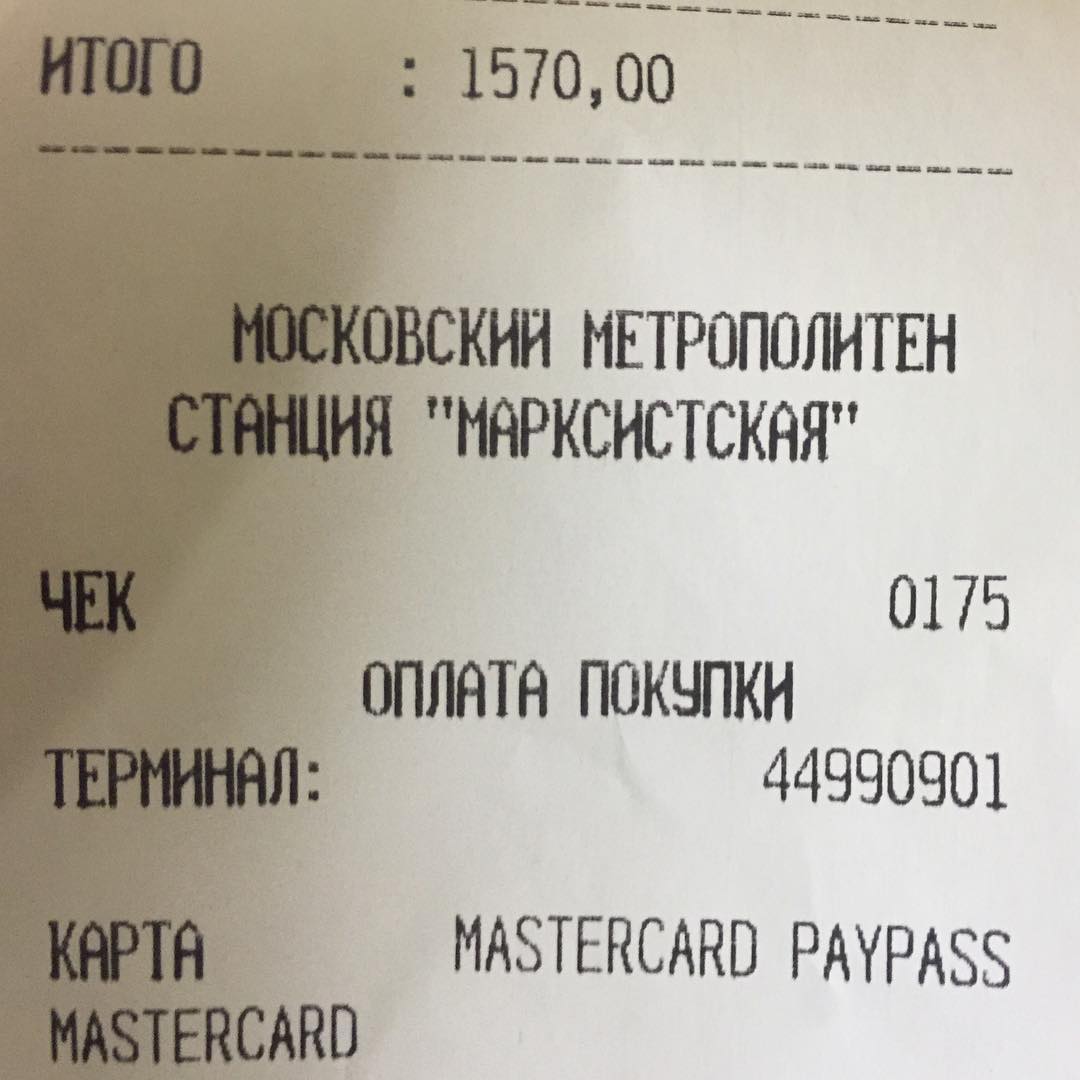 ИТОГО : 1570,00
МОСКОВСКИЙ МЕТРОПОЛИТЕН
СТАНЦИЯ "МАРКСИСТСКАЯ"
ЧЕК 0175
ОПЛАТА ПОКУПКИ
ТЕРМИНАЛ: 44990901
КАРТА MASTERCARD PAYPASS
MASTERCARD